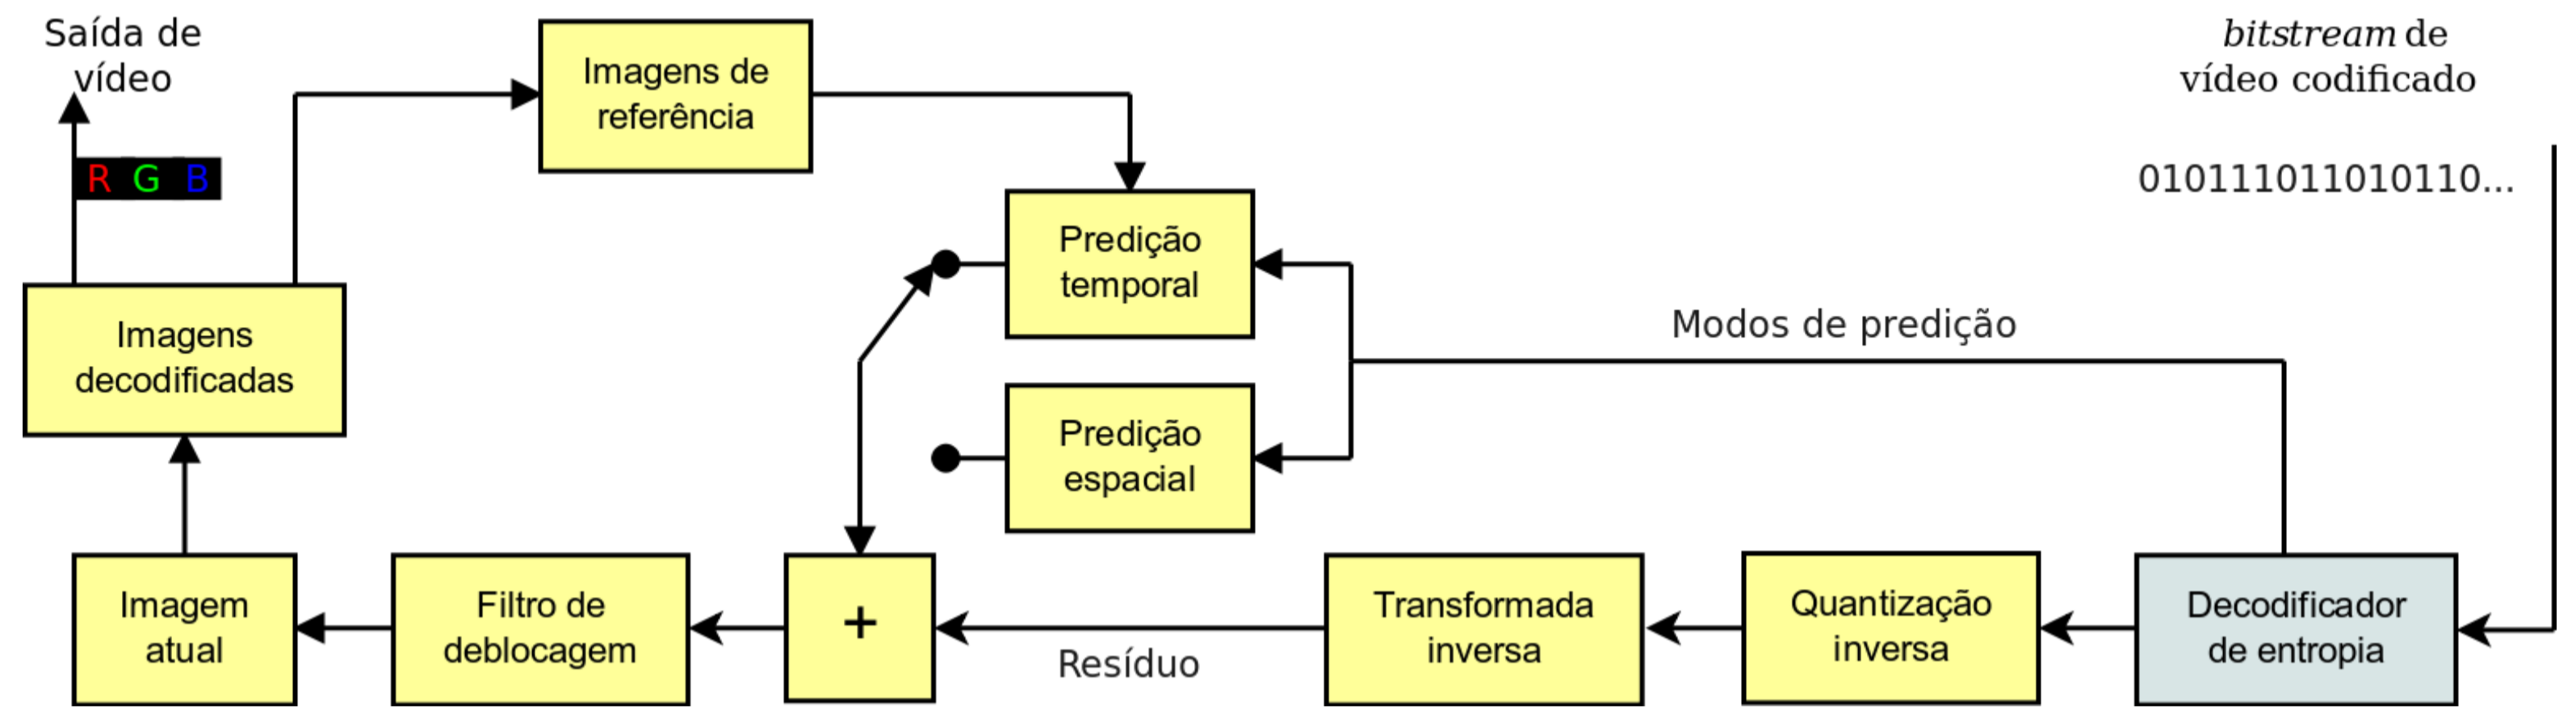 Saída de
vídeo
R G B
Imagens de
referência
bitstream de
vídeo codificado
010111011010110...
Predição
temporal
Imagens
decodificadas
Modos de predição
Predição
espacial
Imagem
atual
Filtro de
deblocagem
+
Resíduo
Transformada
inversa
Quantização
inversa
Decodificador
de entropia